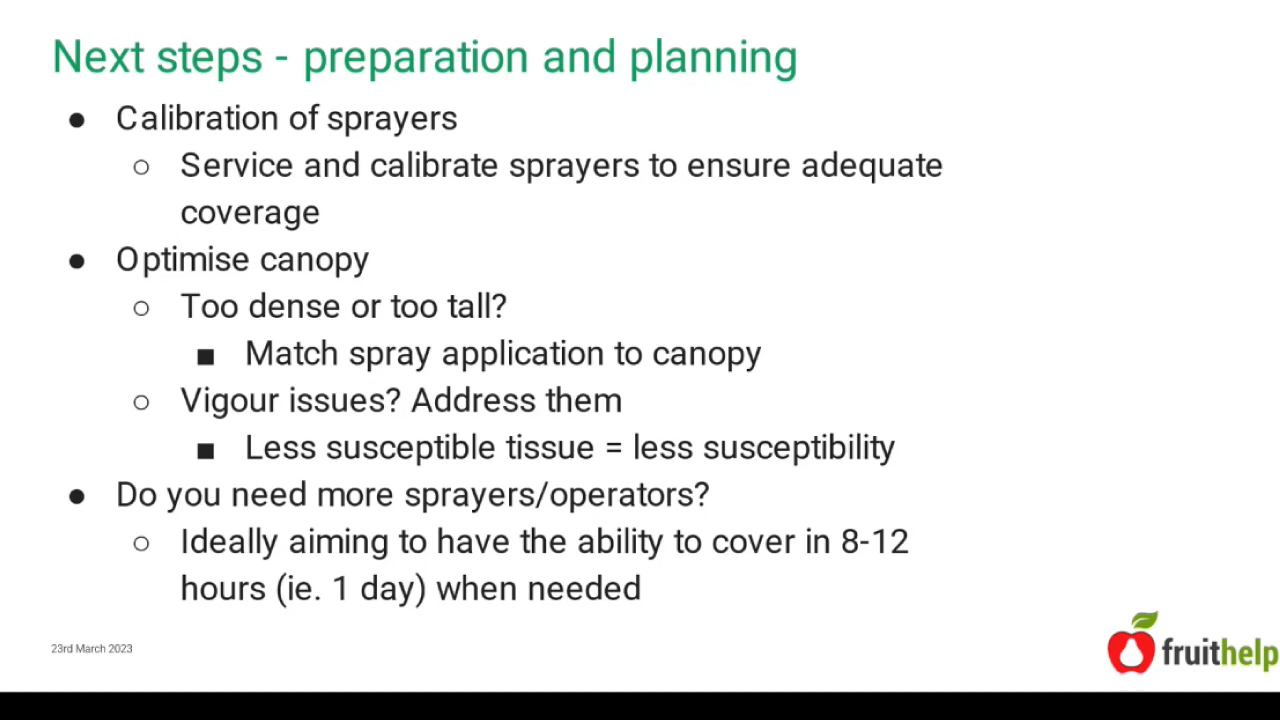 Next steps - preparation and planning
● Calibration of sprayers
○ Service and calibrate sprayers to ensure adequate
coverage
● Optimise canopy
○ Too dense or too tall?
■ Match spray application to canopy
○ Vigour issues? Address them
■ Less susceptible tissue = less susceptibility
● Do you need more sprayers/operators?
○ Ideally aiming to have the ability to cover in 8-12
hours (ie. 1 day) when needed
23rd March 2023
fruithelp